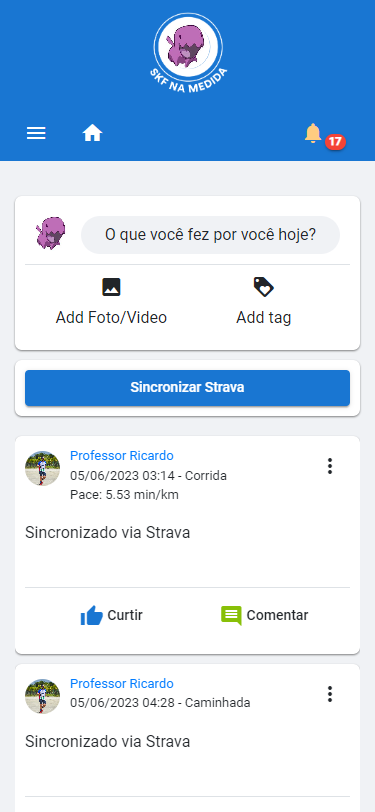 SKF NA MEDIDA
17
O que você fez por você hoje?
Add Foto/Video
Add tag
Sincronizar Strava
Professor Ricardo
05/06/2023 03:14 - Corrida
Pace: 5.53 min/km
Sincronizado via Strava
Curtir
Comentar
Professor Ricardo
05/06/2023 04:28 - Caminhada
Sincronizado via Strava